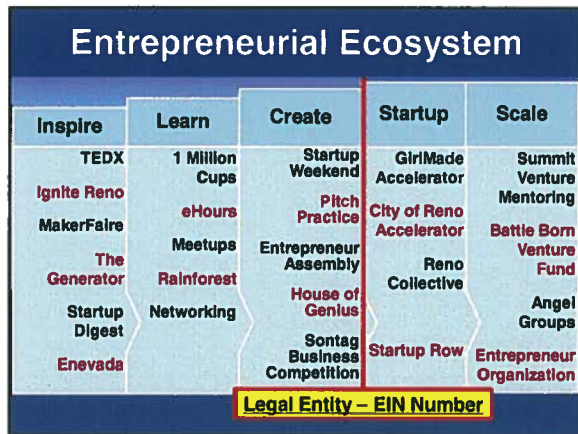 Entrepreneurial Ecosystem
Inspire
TEDX
Ignite Reno
MakerFaire
The
Generator
Startup
Digest
Enevada
Learn
1 Million
Cups
eHours
Meetups
Rainforest
Networking
Create
Startup
Weekend
Pitch
Practice
Entrepreneur
Assembly
House of
Genius
Sontag
Business
Competition
Startup
GirlMade
Accelerator
City of Reno
Accelerator
Reno
Collective
Startup Row
Scale
Summit
Venture
Mentoring
Battle Born
Venture
Fund
Angel
Groups
Entrepreneur
Organization
Legal Entity – EIN Number